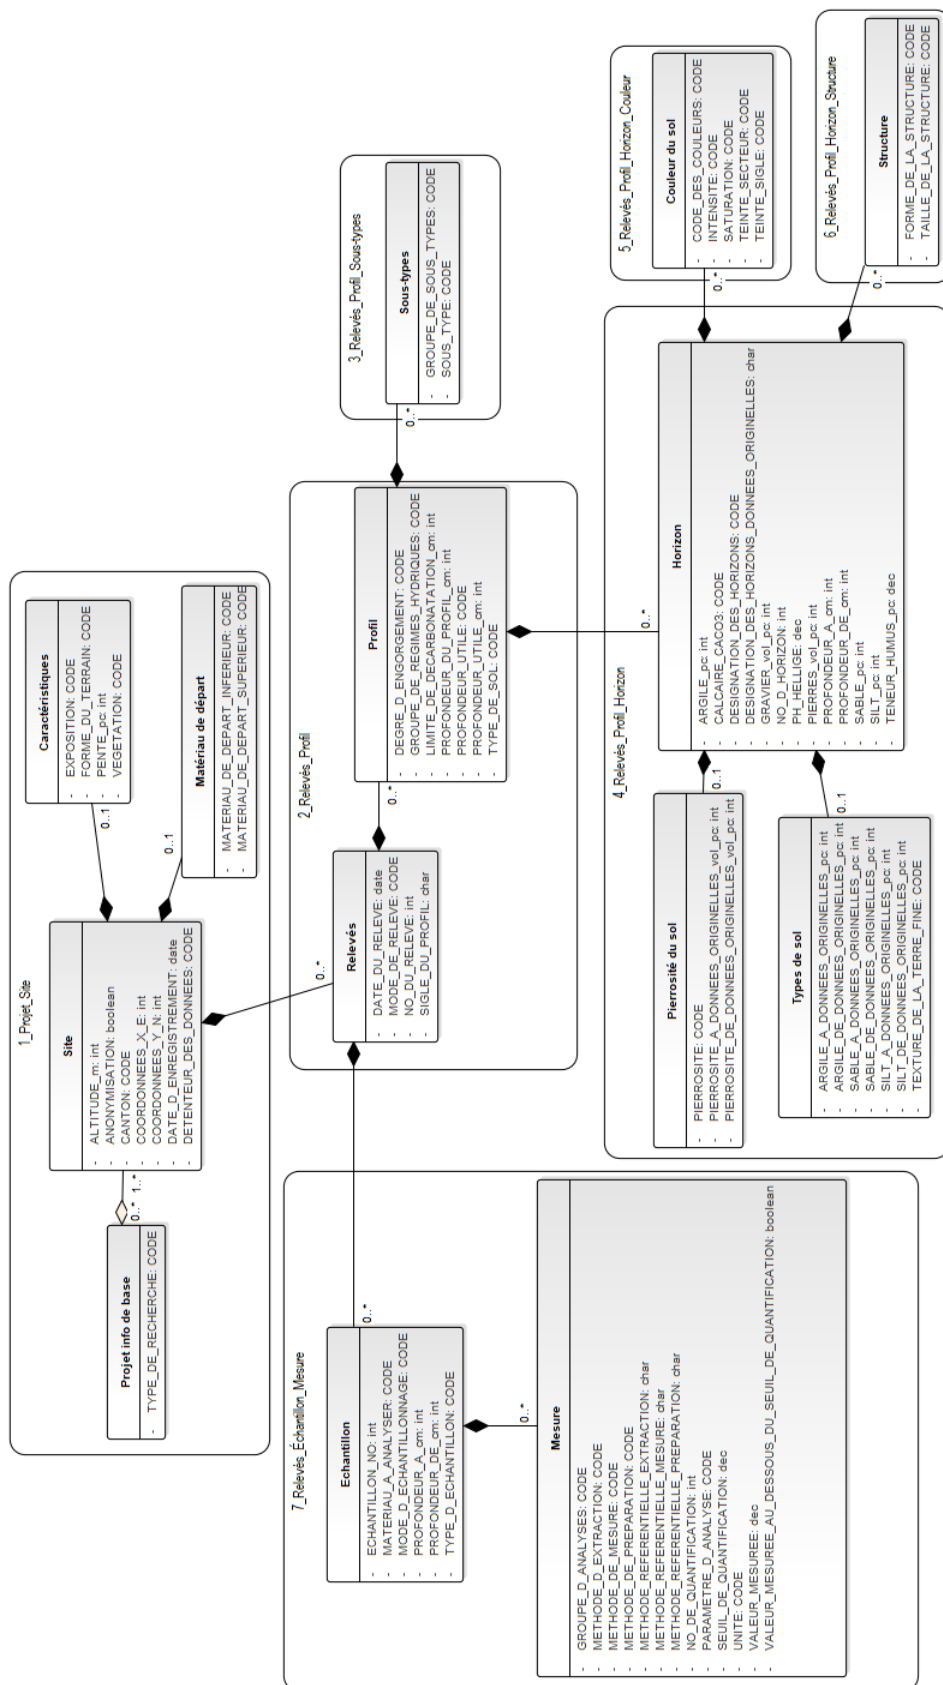 1_Projet_Site
Projet info de base
- TYPE_DE_RECHERCHE: CODE
0..*
1..*
Site
- ALTITUDE_m: int
- ANONYMISATION: boolean
- CANTON: CODE
- COORDONNEES_X_E: int
- COORDONNEES_Y_N: int
- DATE_D_ENREGISTREMENT: date
- DETENTEUR_DES_DONNEES: CODE
Caractéristiques
- EXPOSITION: CODE
- FORME_DU_TERRAIN: CODE
- PENTE_pc: int
- VEGETATION: CODE
0..1
Matériau de départ
- MATERIAU_DE_DEPART_INFERIEUR: CODE
- MATERIAU_DE_DEPART_SUPERIEUR: CODE
0..1
0..*
2_Relevés_Profil
Relevés
- DATE_DU_RELEVE: date
- MODE_DE_RELEVE: CODE
- NO_DU_RELEVE: int
- SIGLE_DU_PROFIL: char
0..*
Profil
- DEGRE_D_ENGORGEMENT: CODE
- GROUPE_DE_REGIMES_HYDRIQUES: CODE
- LIMITE_DE_DECARBONATATION_cm: int
- PROFONDEUR_DU_PROFIL_cm: int
- PROFONDEUR_UTILE: CODE
- PROFONDEUR_UTILE_cm: int
- TYPE_DE_SOL: CODE
3_Relevés_Profil_Sous-types
Sous-types
- GROUPE_DE_SOUS_TYPES: CODE
- SOUS_TYPE: CODE
0..*
0..*
7_Relevés_Échantillon_Mesure
Echantillon
- ECHANTILLON_NO: int
- MATERIAU_A_ANALYSER: CODE
- MODE_D_ECHANTILLONNAGE: CODE
- PROFONDEUR_A_cm: int
- PROFONDEUR_DE_cm: int
- TYPE_D_ECHANTILLON: CODE
0..*
Mesure
- GROUPE_D_ANALYSES: CODE
- METHODE_D_EXTRACTION: CODE
- METHODE_DE_MESURE: CODE
- METHODE_DE_PREPARATION: CODE
- METHODE_REFERENTIELLE_EXTRACTION: char
- METHODE_REFERENTIELLE_MESURE: char
- METHODE_REFERENTIELLE_PREPARATION: char
- NO_DE_QUANTIFICATION: int
- PARAMETRE_D_ANALYSE: CODE
- SEUIL_DE_QUANTIFICATION: dec
- UNITE: CODE
- VALEUR_MESUREE: dec
- VALEUR_MESUREE_AU_DESSOUS_DU_SEUIL_DE_QUANTIFICATION: boolean
4_Relevés_Profil_Horizon
0..*
Pierrosité du sol
- PIERROSITE: CODE
- PIERROSITE_A_DONNEES_ORIGINELLES_vol_pc: int
- PIERROSITE_DE_DONNEES_ORIGINELLES_vol_pc: int
0..1
Types de sol
- ARGILE_A_DONNEES_ORIGINELLES_pc: int
- ARGILE_DE_DONNEES_ORIGINELLES_pc: int
- SABLE_A_DONNEES_ORIGINELLES_pc: int
- SABLE_DE_DONNEES_ORIGINELLES_pc: int
- SILT_A_DONNEES_ORIGINELLES_pc: int
- SILT_DE_DONNEES_ORIGINELLES_pc: int
- TEXTURE_DE_LA_TERRE_FINE: CODE
0..1
Horizon
- ARGILE_pc: int
- CALCAIRE_CACO3: CODE
- DESIGNATION_DES_HORIZONS: CODE
- DESIGNATION_DES_HORIZONS_DONNEES_ORIGINELLES: char
- GRAVIER_vol_pc: int
- NO_D_HORIZON: int
- PH_HELLIGE: dec
- PIERRES_vol_pc: int
- PROFONDEUR_A_cm: int
- PROFONDEUR_DE_cm: int
- SABLE_pc: int
- SILT_pc: int
- TENEUR_HUMUS_pc: dec
5_Relevés_Profil_Horizon_Couleur
Couleur du sol
- CODE_DES_COULEURS: CODE
- INTENSITE: CODE
- SATURATION: CODE
- TEINTE_SECTEUR: CODE
- TEINTE_SIGLE: CODE
0..*
6_Relevés_Profil_Horizon_Structure
Structure
- FORME_DE_LA_STRUCTURE: CODE
- TAILLE_DE_LA_STRUCTURE: CODE
0..*